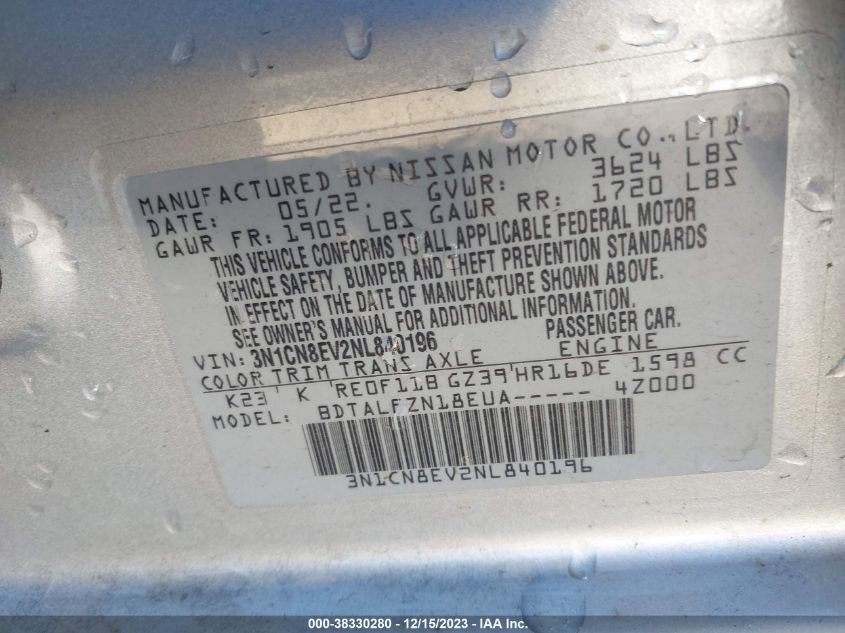 MANUFACTURED BY NISSAN MOTOR CO., LTD.
DATE: 05/22. GVWR: 3624 LBS
GAWR FR: 1905 LBS GAWR RR: 1720 LBS
THIS VEHICLE CONFORMS TO ALL APPLICABLE FEDERAL MOTOR
VEHICLE SAFETY, BUMPER AND THEFT PREVENTION STANDARDS
IN EFFECT ON THE DATE OF MANUFACTURE SHOWN ABOVE.
SEE OWNER'S MANUAL FOR ADDITIONAL INFORMATION.
VIN: 3N1CN8EV2NL840196 PASSENGER CAR.
COLOR TRIM TRANS AXLE ENGINE
K23 K RE0F11B GZ39 HR16DE 1598 CC
MODEL: BDTALFZN18EUA----- 4Z000
3N1CN8EV2NL840196
000-38330280 - 12/15/2023 - IAA Inc.